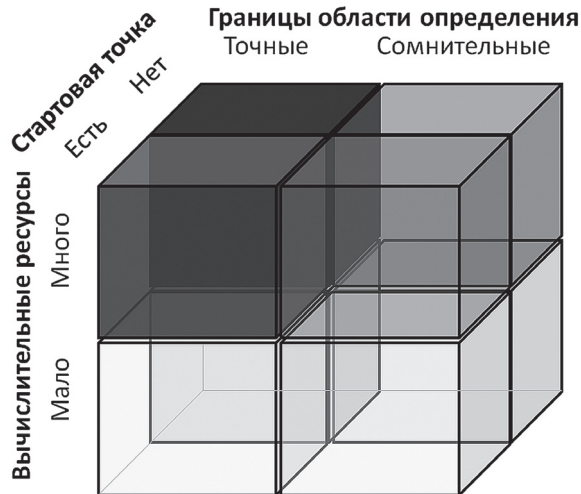 Границы области определения
Точные
Сомнительные
Стартовая точка
Есть
Нет
Вычислительные ресурсы
Много
Мало